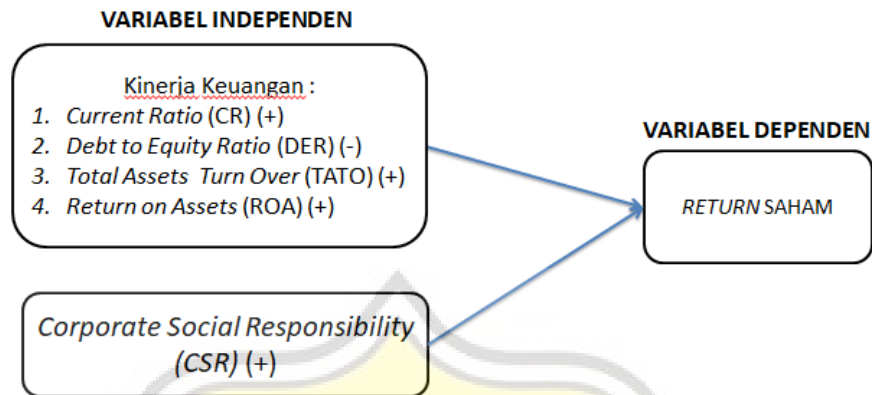 VARIABEL INDEPENDEN
Kinerja Keuangan :
1. Current Ratio (CR) (+)
2. Debt to Equity Ratio (DER) (-)
3. Total Assets Turn Over (TATO) (+)
4. Return on Assets (ROA) (+)
VARIABEL DEPENDEN
RETURN SAHAM
Corporate Social Responsibility
(CSR) (+)